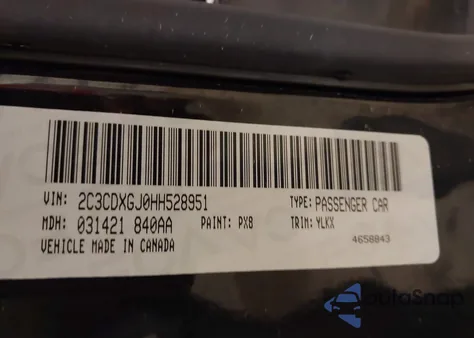 VIN: 2C3CDXGJ0HH528951 TYPE: PASSENGER CAR
MDH: 031421 840AA PAINT: PX8 TRIM: YLKX
VEHICLE MADE IN CANADA 4658843
AutoSnap